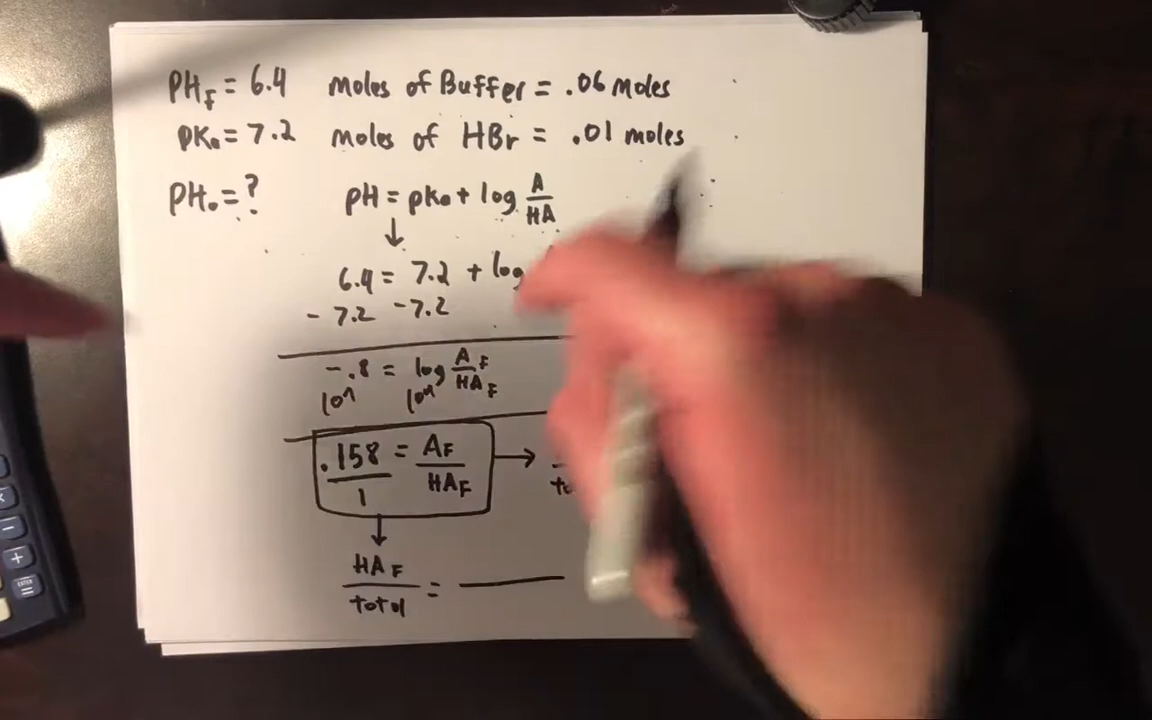 PH_F = 6.4 moles of Buffer = .06 moles
PKa = 7.2 moles of HBr = .01 moles
PH₀ = ? PH = PKa + log A/HA
↓
6.4 = 7.2 + log
- 7.2 - 7.2
-.8 = log A_F/HA_F
10^ 10^
.158/1 = A_F/HA_F →
↓
HA_F/total = ___